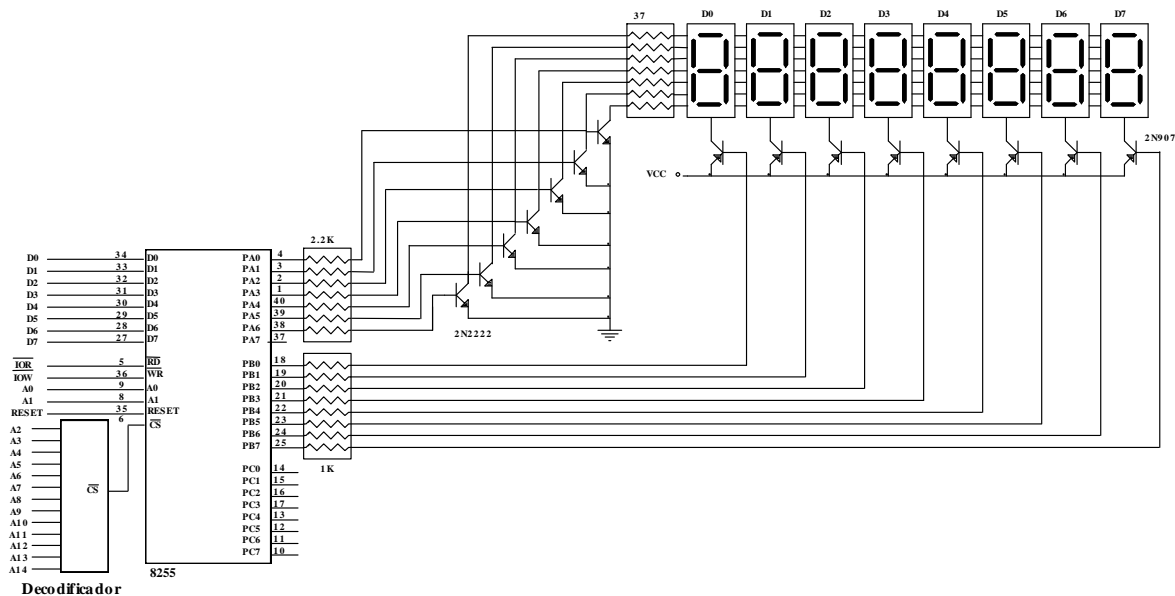 37 D0 D1 D2 D3 D4 D5 D6 D7
2N907
VCC
2.2K
D0 34 D0 PA0 4
D1 33 D1 PA1 3
D2 32 D2 PA2 2
D3 31 D3 PA3 1
D4 30 D4 PA4 40
D5 29 D5 PA5 39
D6 28 D6 PA6 38
D7 27 D7 PA7 37
2N2222
IOR 5 RD PB0 18
IOW 36 WR PB1 19
A0 9 A0 PB2 20
A1 8 A1 PB3 21
RESET 35 RESET PB4 22
6 CS PB5 23
PB6 24
PB7 25
1K
A2
A3
A4
A5
A6
A7
A8
A9
A10
A11
A12
A13
A14
CS
PC0 14
PC1 15
PC2 16
PC3 17
PC4 13
PC5 12
PC6 11
PC7 10
8255
Decodificador